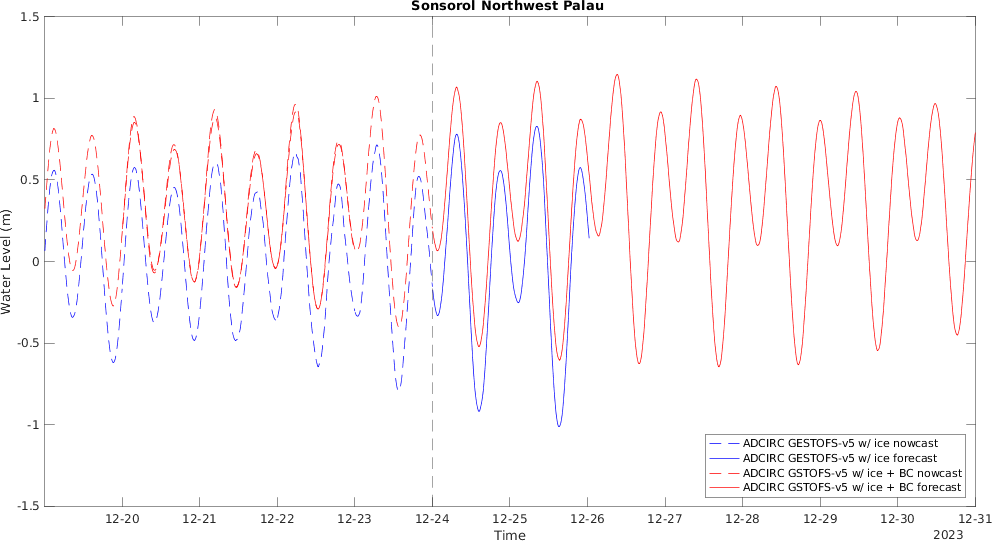 Sonsorol Northwest Palau
1.5
1
0.5
0
-0.5
-1
-1.5
Water Level (m)
ADCIRC GESTOFS-v5 w/ ice nowcast
ADCIRC GESTOFS-v5 w/ ice forecast
ADCIRC GSTOFS-v5 w/ ice + BC nowcast
ADCIRC GSTOFS-v5 w/ ice + BC forecast
12-20 12-21 12-22 12-23 12-24 12-25 12-26 12-27 12-28 12-29 12-30 12-31
Time
2023